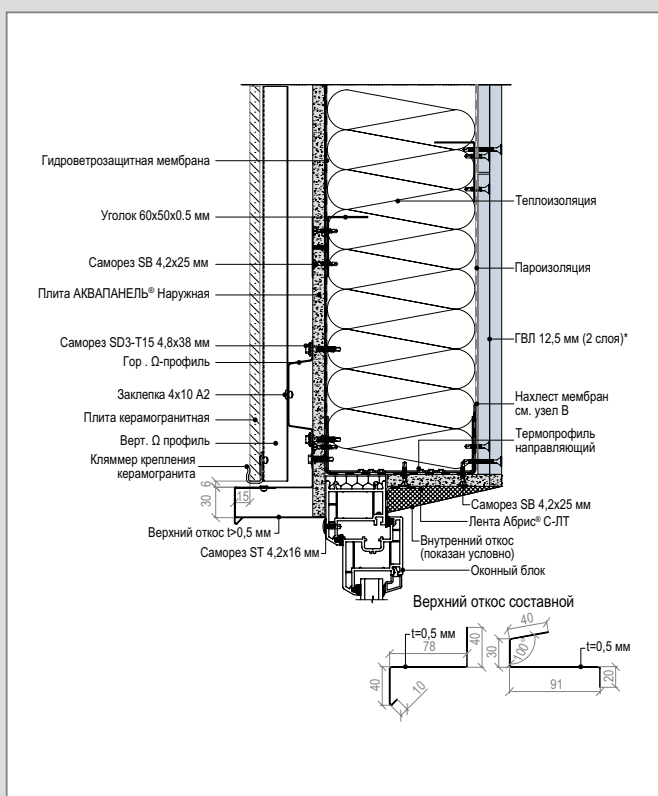 Гидроветрозащитная мембрана
Уголок 60х50х0.5 мм
Саморез SB 4,2х25 мм
Плита АКВАПАНЕЛЬ® Наружная
Саморез SD3-T15 4,8х38 мм
Гор . Ω-профиль
Заклепка 4х10 А2
Плита керамогранитная
Верт. Ω профиль
Кляммер крепления
керамогранита
6
30
15
Верхний откос t>0,5 мм
Саморез ST 4,2х16 мм
Теплоизоляция
Пароизоляция
ГВЛ 12,5 мм (2 слоя)*
Нахлест мембран
см. узел В
Термопрофиль
направляющий
Саморез SB 4,2х25 мм
Лента Абрис® С-ЛТ
Внутренний откос
(показан условно)
Оконный блок
Верхний откос составной
t=0,5 мм
78
40
40
10
40
30
100°
t=0,5 мм
91
20